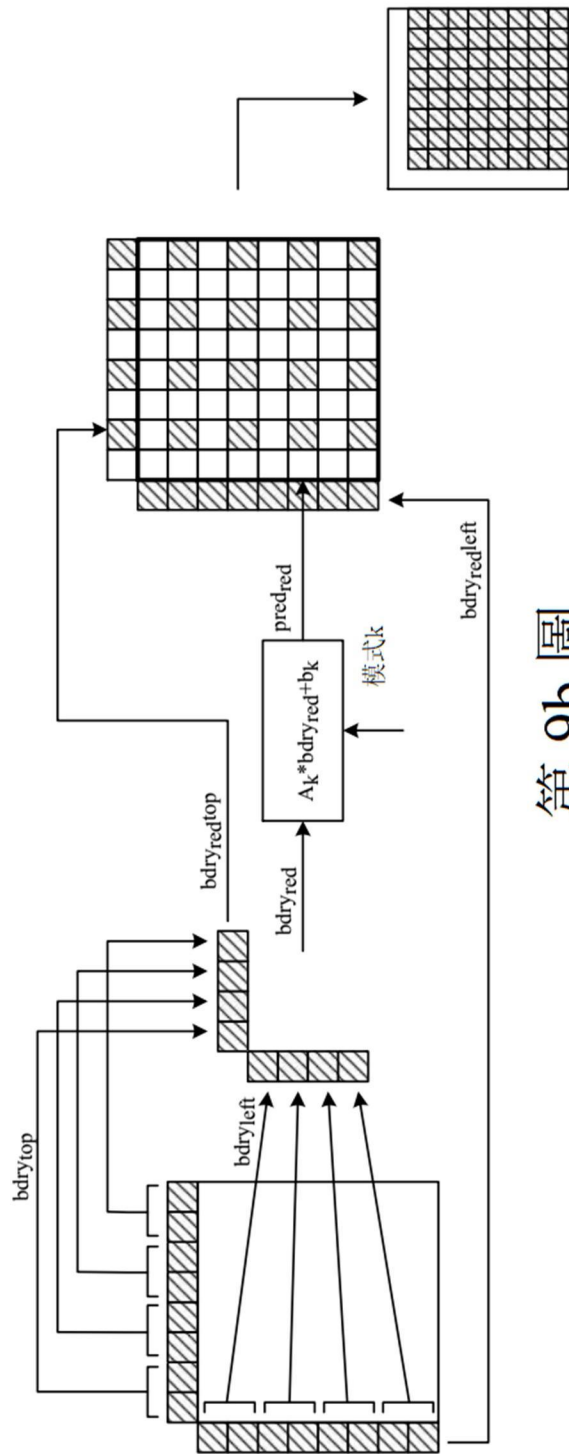 bdrytop
bdryleft
bdryredtop
bdryred
Ak*bdryred+bk
模式k
predred
bdryredleft
第 9b 圖